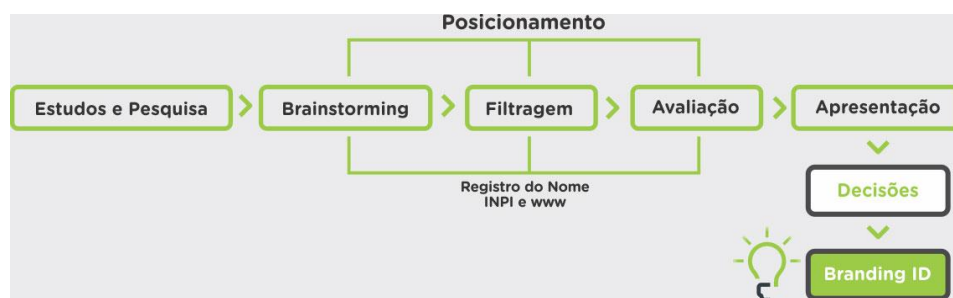 Posicionamento
Estudos e Pesquisa
Brainstorming
Filtragem
Avaliação
Apresentação
Registro do Nome
INPI e www
Decisões
Branding ID